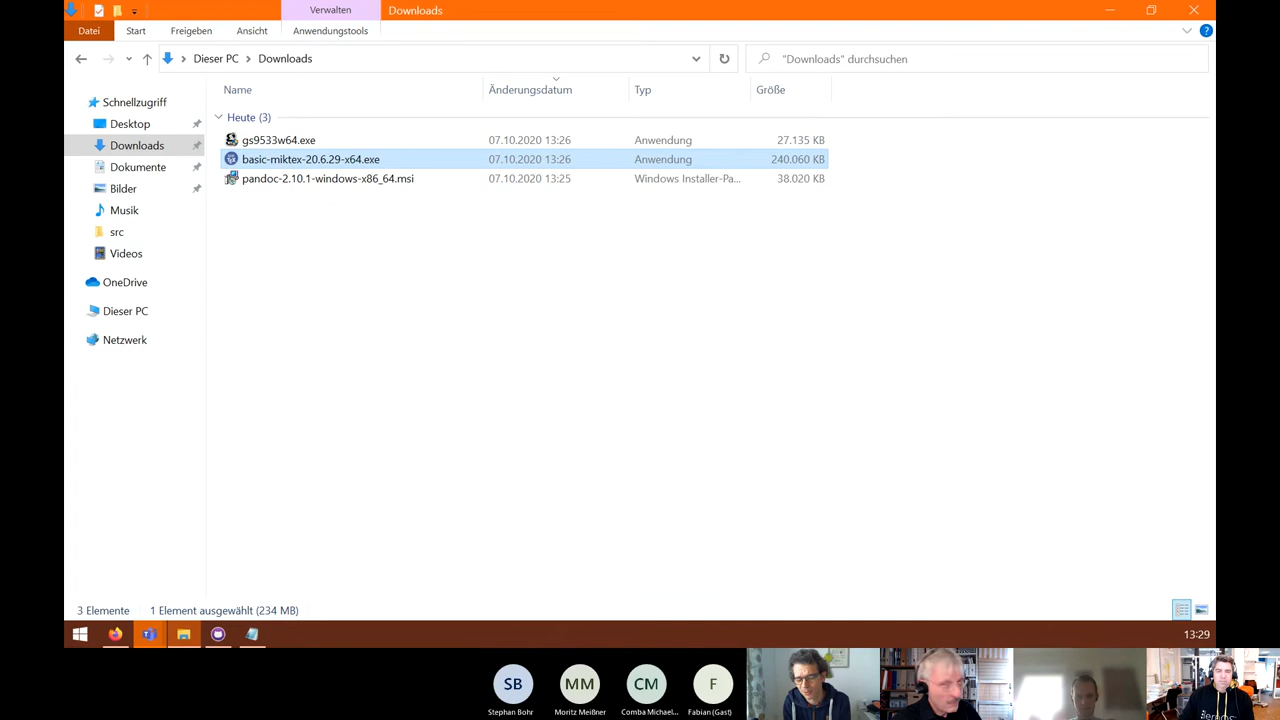 Verwalten
Downloads
Datei
Start
Freigeben
Ansicht
Anwendungstools
Dieser PC
Downloads
"Downloads" durchsuchen
Name
Änderungsdatum
Typ
Größe
Heute (3)
gs9533w64.exe 07.10.2020 13:26 Anwendung 27.135 KB
basic-miktex-20.6.29-x64.exe 07.10.2020 13:26 Anwendung 240.060 KB
pandoc-2.10.1-windows-x86_64.msi 07.10.2020 13:25 Windows Installer-Pa... 38.020 KB
Schnellzugriff
Desktop
Downloads
Dokumente
Bilder
Musik
src
Videos
OneDrive
Dieser PC
Netzwerk
3 Elemente
1 Element ausgewählt (234 MB)
13:29
SB
MM
CM
F
Stephan Bohr
Moritz Meißner
Comba Michael...
Fabian (Gast)